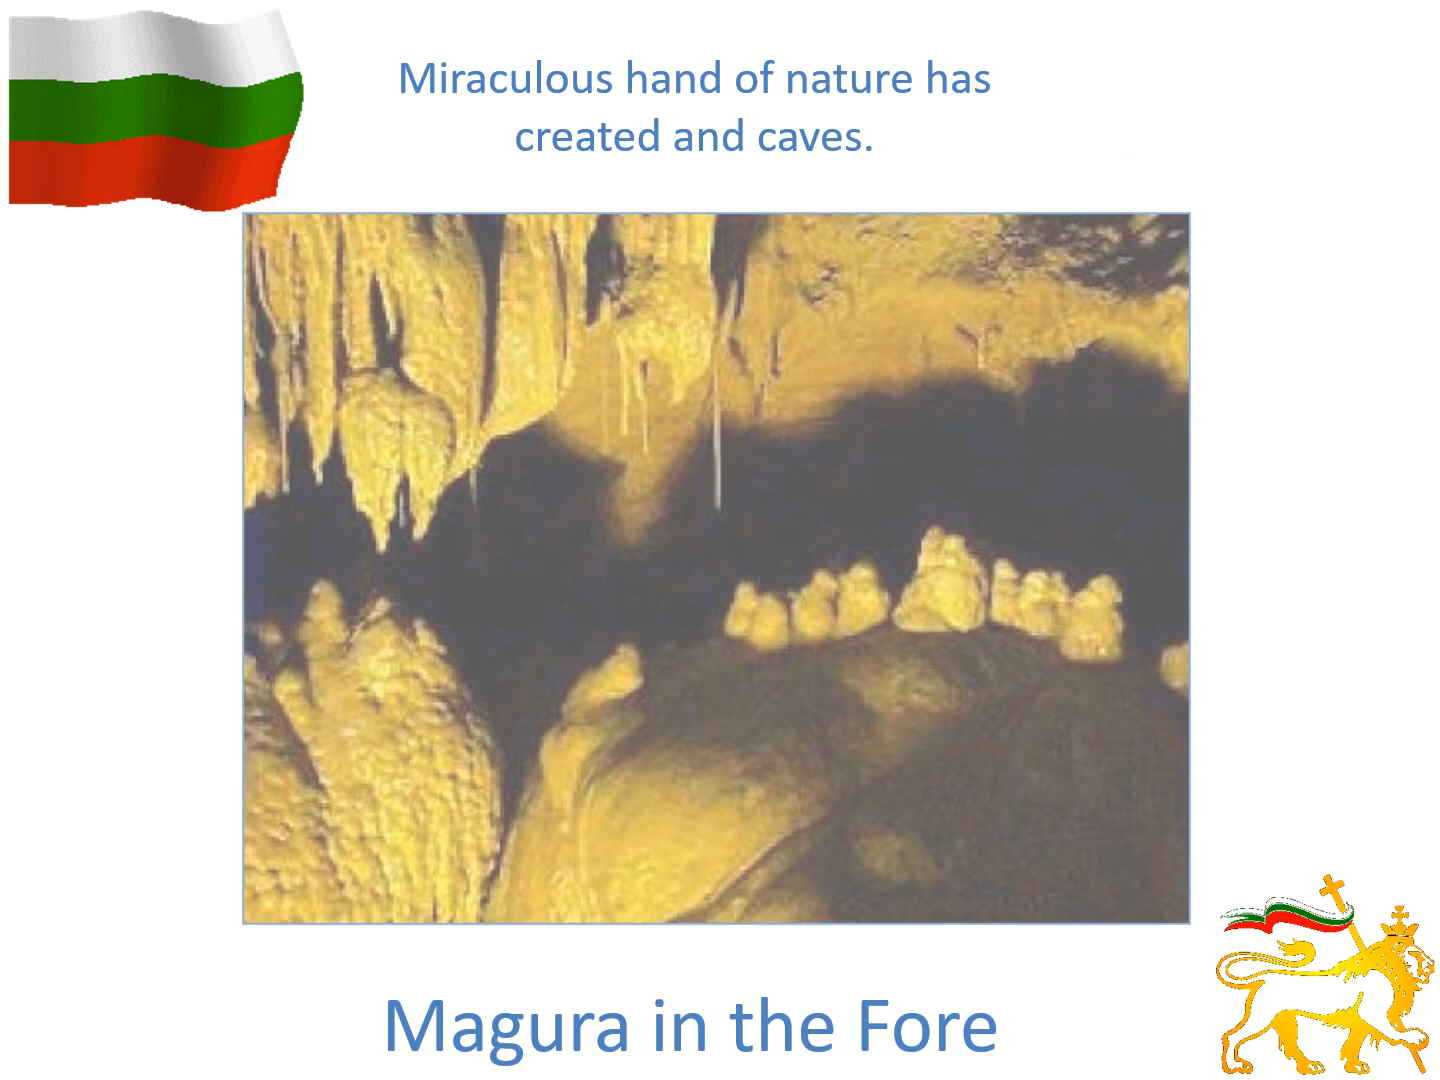 Miraculous hand of nature has
created and caves.
Magura in the Fore